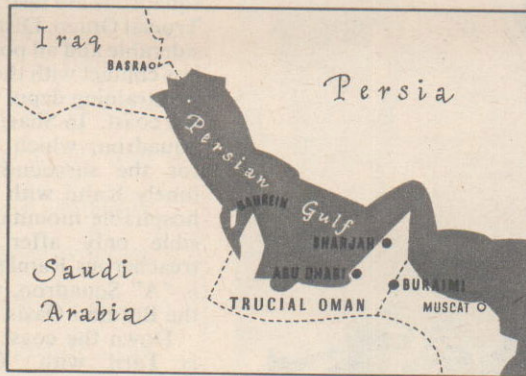 Iraq
BASRA
Persia
Persian Gulf
BAHREIN
SHARJAH
ABU DHABI
BURAIMI
Saudi
Arabia
TRUCIAL OMAN
MUSCAT